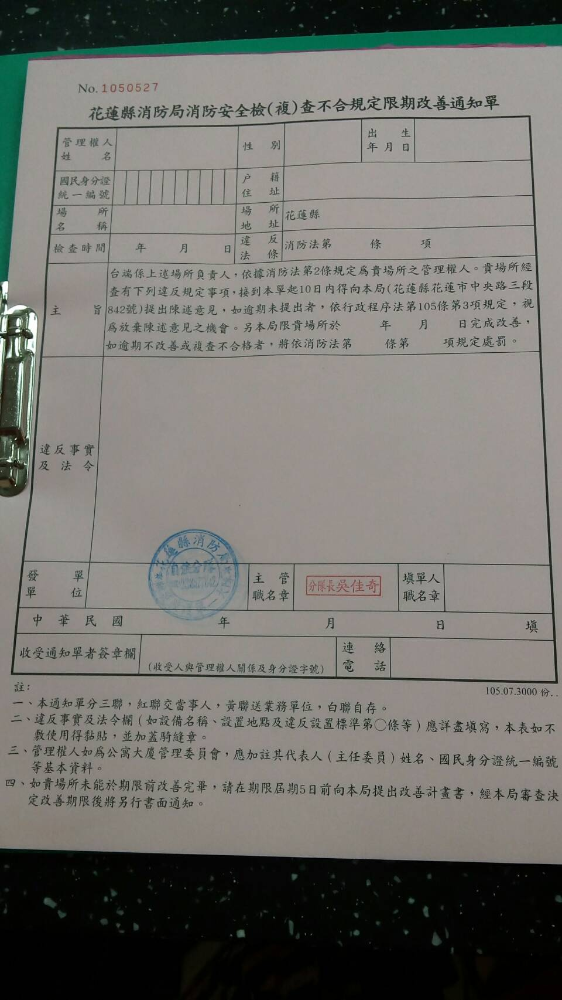 No. 1050527
花蓮縣消防局消防安全檢(複)查不合規定限期改善通知單
管理權人姓名
性別
出生年月日
國民身分證統一編號
戶籍住址
場所名稱
場所地址
花蓮縣
檢查時間
年 月 日
違反法條
消防法第 條 項
主旨
台端係上述場所負責人，依據消防法第2條規定為貴場所之管理權人。貴場所經
查有下列違反規定事項，接到本單起10日內得向本局(花蓮縣花蓮市中央路三段
842號)提出陳述意見，如逾期未提出者，依行政程序法第105條第3項規定，視
為放棄陳述意見之機會。另本局限貴場所於 年 月 日完成改善，
如逾期不改善或複查不合格者，將依消防法第 條第 項規定處罰。
違反事實及法令
發單單位
花蓮縣消防局
分隊
主管職名章
分隊長吳佳奇
填單人職名章
中華民國 年 月 日 填
收受通知單者簽章欄
(收受人與管理權人關係及身分證字號)
連絡電話
105.07.3000 份..
註：
一、本通知單分三聯，紅聯交當事人，黃聯送業務單位，白聯自存。
二、違反事實及法令欄（如設備名稱、設置地點及違反設置標準第○條等）應詳盡填寫，本表如不
敷使用得黏貼，並加蓋騎縫章。
三、管理權人如為公寓大廈管理委員會，應加註其代表人（主任委員）姓名、國民身分證統一編號
等基本資料。
四、如貴場所未能於期限前改善完畢，請在期限屆期5日前向本局提出改善計畫書，經本局審查決
定改善期限後將另行書面通知。